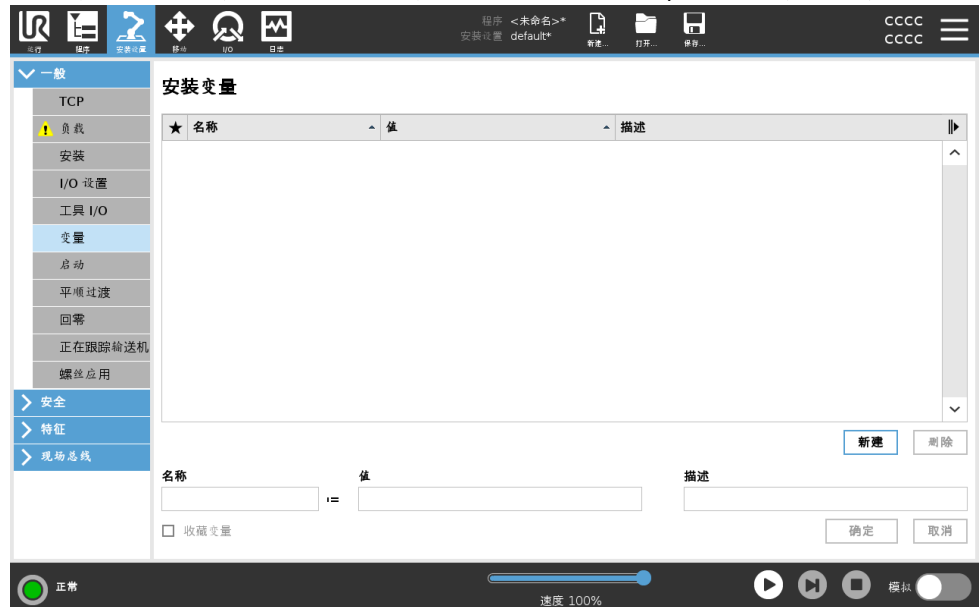 程序 <未命名>*
安装设置 default*
cccc
cccc
运行 程序 安装设置 移动 I/O 日志 新建... 打开... 保存...
一般
TCP
负载
安装
I/O 设置
工具 I/O
变量
启动
平顺过渡
回零
正在跟踪输送机
螺丝应用
安全
特征
现场总线
安装变量
★ 名称 值 描述
新建 删除
名称 值 描述
:=
收藏变量 确定 取消
正常
速度 100%
模拟